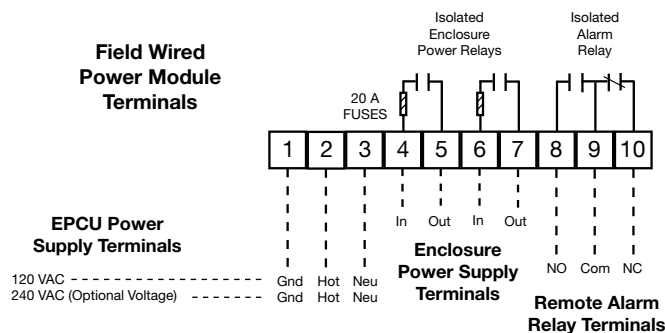 Field Wired
Power Module
Terminals
Isolated
Enclosure
Power Relays
Isolated
Alarm
Relay
20 A
FUSES
1 2 3 4 5 6 7 8 9 10
In Out In Out
EPCU Power
Supply Terminals
Enclosure
Power Supply
Terminals
NO Com NC
120 VAC Gnd Hot Neu
240 VAC (Optional Voltage) Gnd Hot Neu
Remote Alarm
Relay Terminals